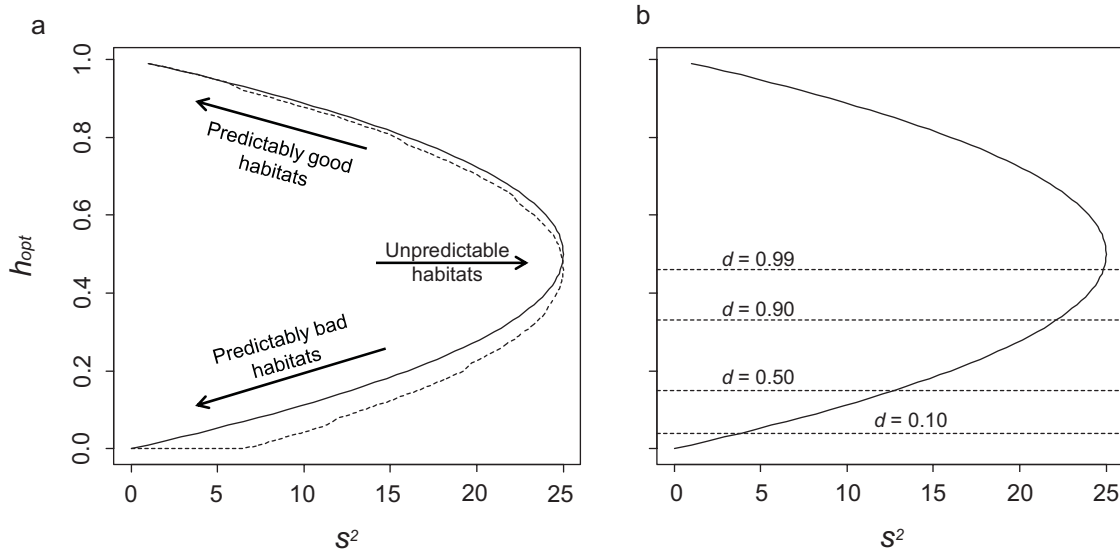 a
1.0
0.8
0.6
0.4
0.2
0.0
hopt
Predictably good
habitats
Unpredictable
habitats
Predictably bad
habitats
0 5 10 15 20 25
s²
b
d = 0.99
d = 0.90
d = 0.50
d = 0.10
0 5 10 15 20 25
s²